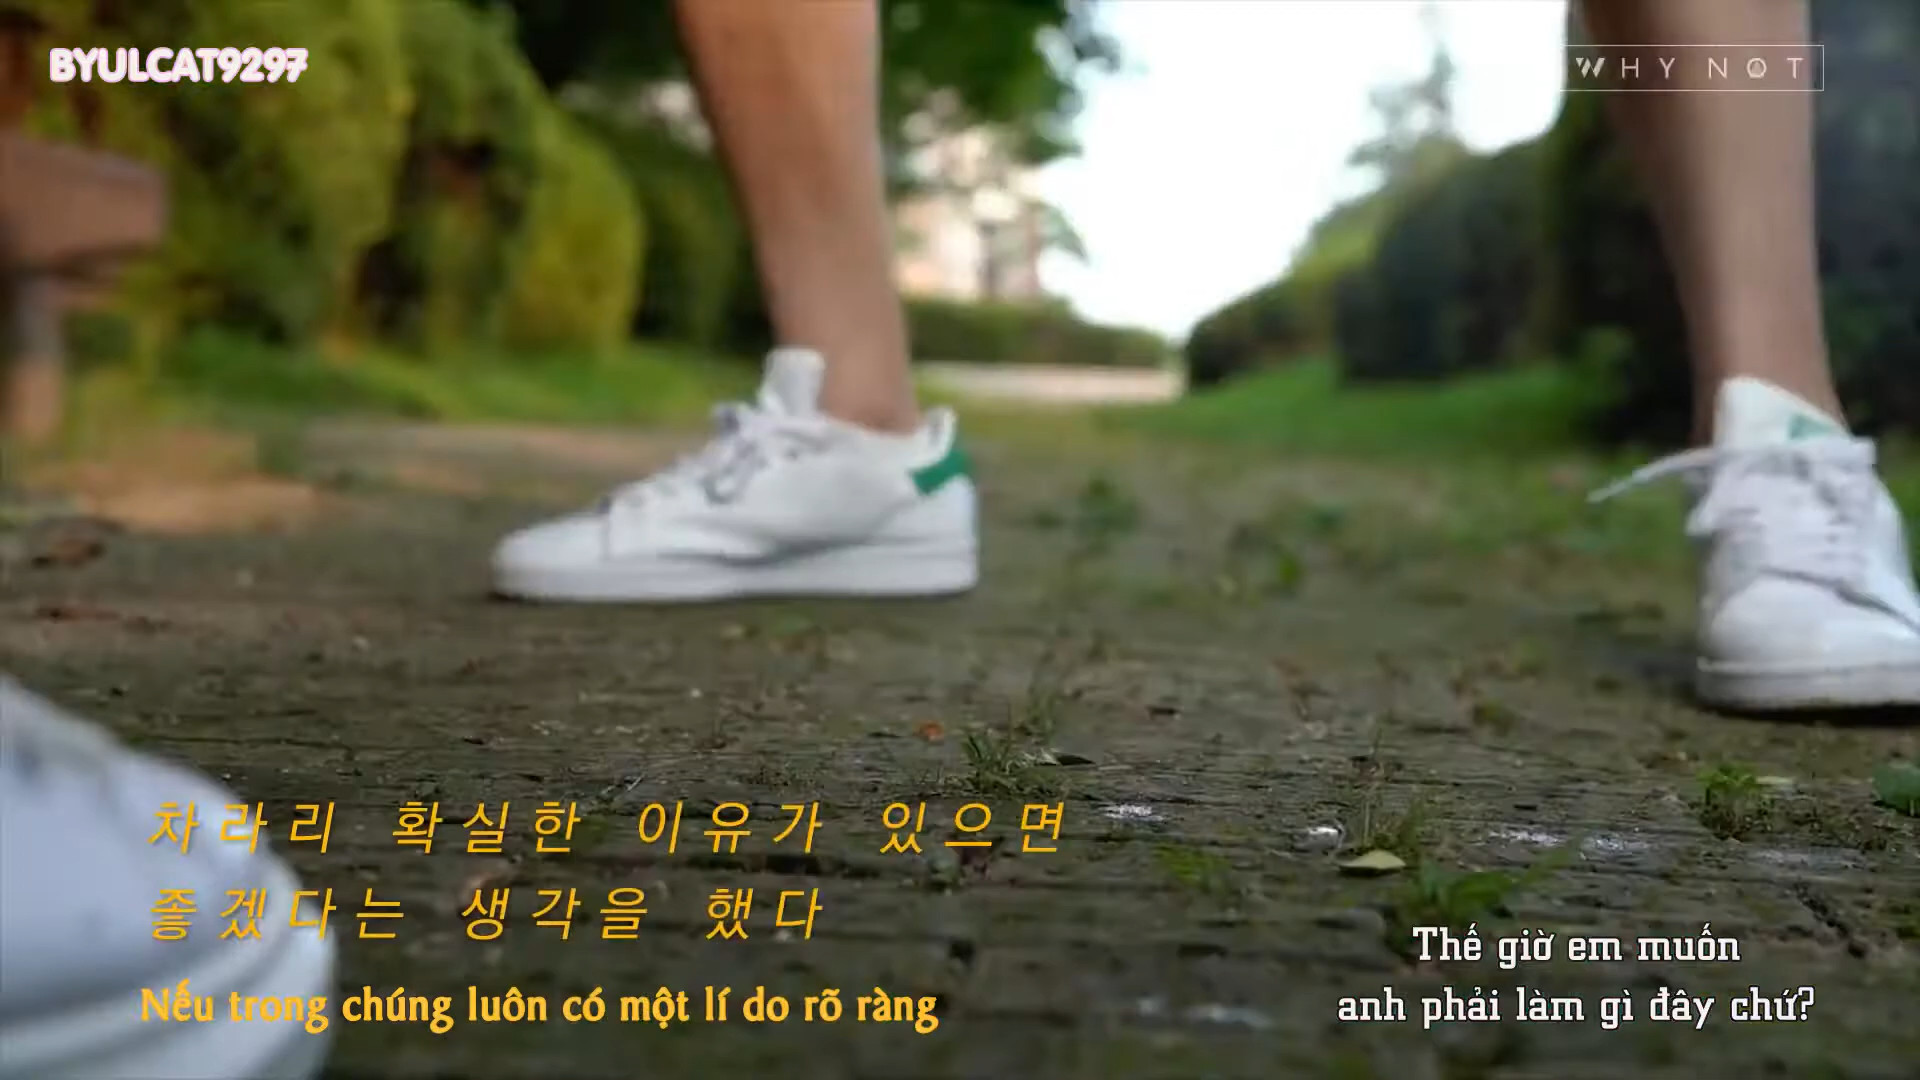 BYULCAT9297
WHY NOT
차라리 확실한 이유가 있으면
좋겠다는 생각을 했다
Nếu trong chúng luôn có một lí do rõ ràng
Thế giờ em muốn
anh phải làm gì đây chứ?